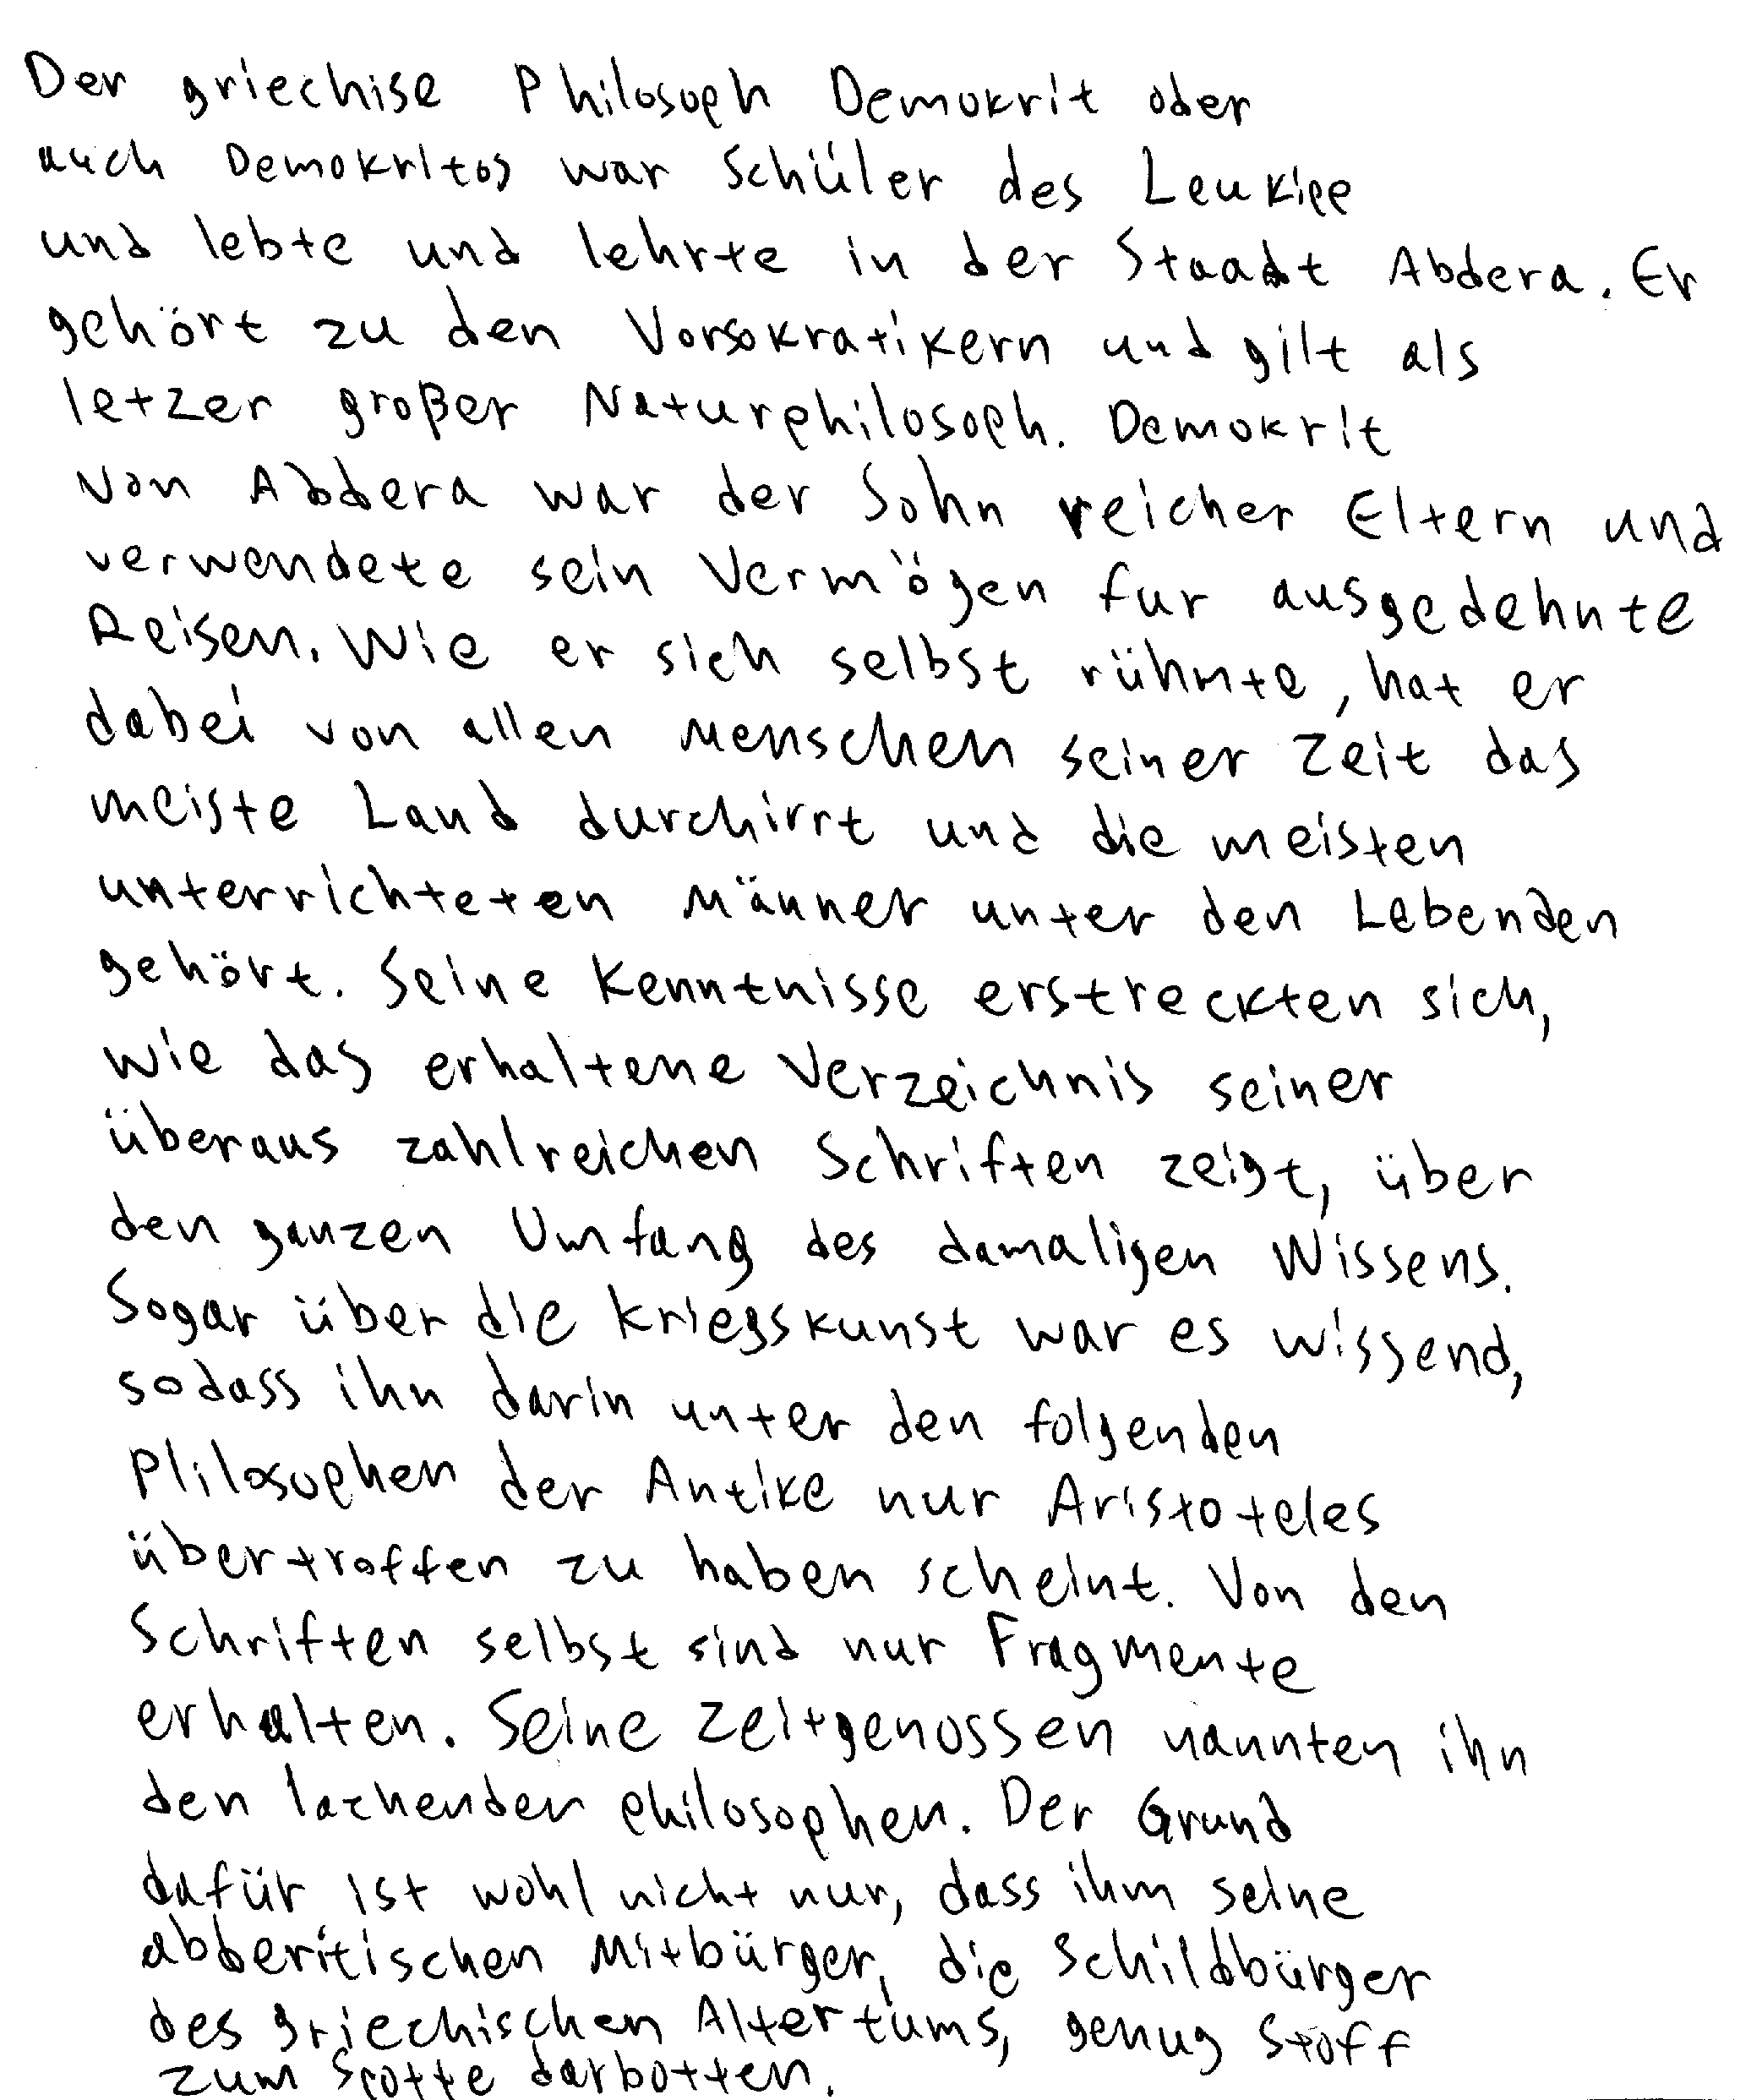 Der griechise Philosoph Demokrit oder
auch Demokritos war Schüler des Leukipp
und lebte und lehrte in der Staadt Abdera. Er
gehört zu den Vorsokratikern und gilt als
letzer großer Naturphilosoph. Demokrit
von Abdera war der Sohn reicher Eltern und
verwendete sein Vermögen fur ausgedehnte
Reisen. Wie er sich selbst rühmte, hat er
dabei von allen Menschen seiner Zeit das
meiste Land durchirrt und die meisten
unterrichteten Männer unter den Lebenden
gehört. Seine Kenntnisse erstreckten sich,
wie das erhaltene Verzeichnis seiner
überaus zahlreichen Schriften zeigt, über
den ganzen Umfang des damaligen Wissens.
Sogar über die Kriegskunst war es wissend,
sodass ihn darin unter den folgenden
Plilosophen der Antike nur Aristoteles
übertroffen zu haben scheint. Von den
Schriften selbst sind nur Fragmente
erhalten. Seine Zeitgenossen nannten ihn
den lachenden Philosophen. Der Grund
dafür ist wohl nicht nur, dass ihm seine
abderitischen Mitbürger, die Schildbürger
des griechischen Altertums, genug Stoff
zum Spotte darbotten.